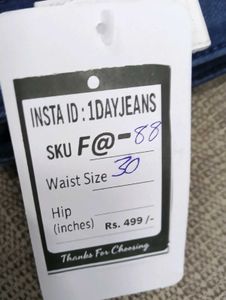 INSTA ID : 1DAYJEANS
SKU F@-88
Waist Size 30
Hip
(inches) Rs. 499 /-
Thanks For Choosing